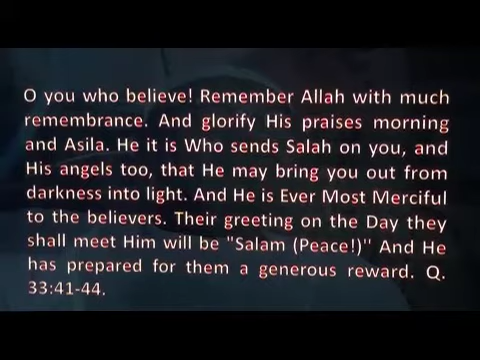 O you who believe! Remember Allah with much
remembrance. And glorify His praises morning
and Asila. He it is Who sends Salah on you, and
His angels too, that He may bring you out from
darkness into light. And He is Ever Most Merciful
to the believers. Their greeting on the Day they
shall meet Him will be "Salam (Peace!)" And He
has prepared for them a generous reward. Q.
33:41-44.